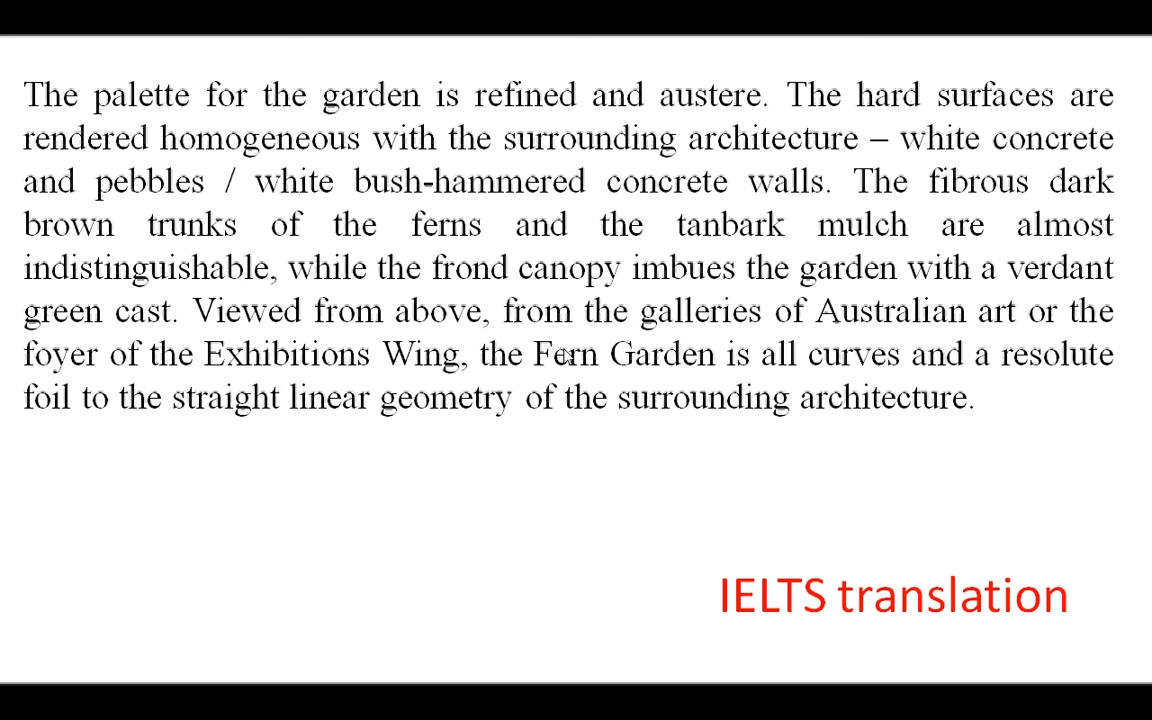 The palette for the garden is refined and austere. The hard surfaces are
rendered homogeneous with the surrounding architecture – white concrete
and pebbles / white bush-hammered concrete walls. The fibrous dark
brown trunks of the ferns and the tanbark mulch are almost
indistinguishable, while the frond canopy imbues the garden with a verdant
green cast. Viewed from above, from the galleries of Australian art or the
foyer of the Exhibitions Wing, the Fern Garden is all curves and a resolute
foil to the straight linear geometry of the surrounding architecture.
IELTS translation